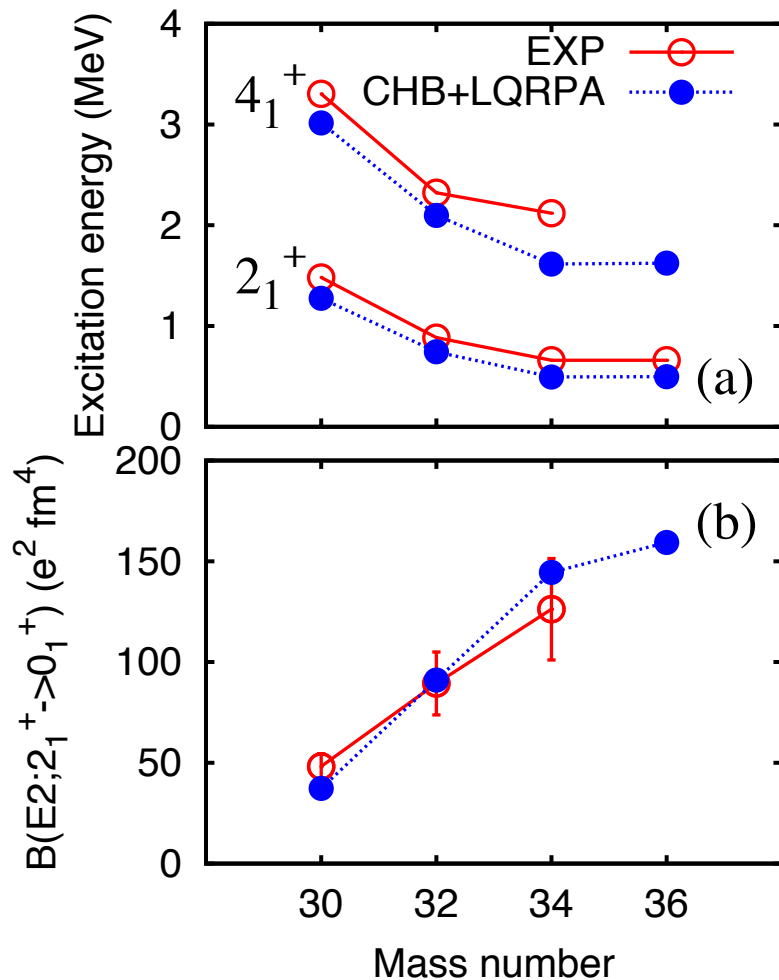 Excitation energy (MeV)
4
3
2
1
0
EXP
CHB+LQRPA
4₁⁺
2₁⁺
(a)
B(E2;2₁⁺->0₁⁺) (e² fm⁴)
200
150
100
50
0
(b)
30 32 34 36
Mass number